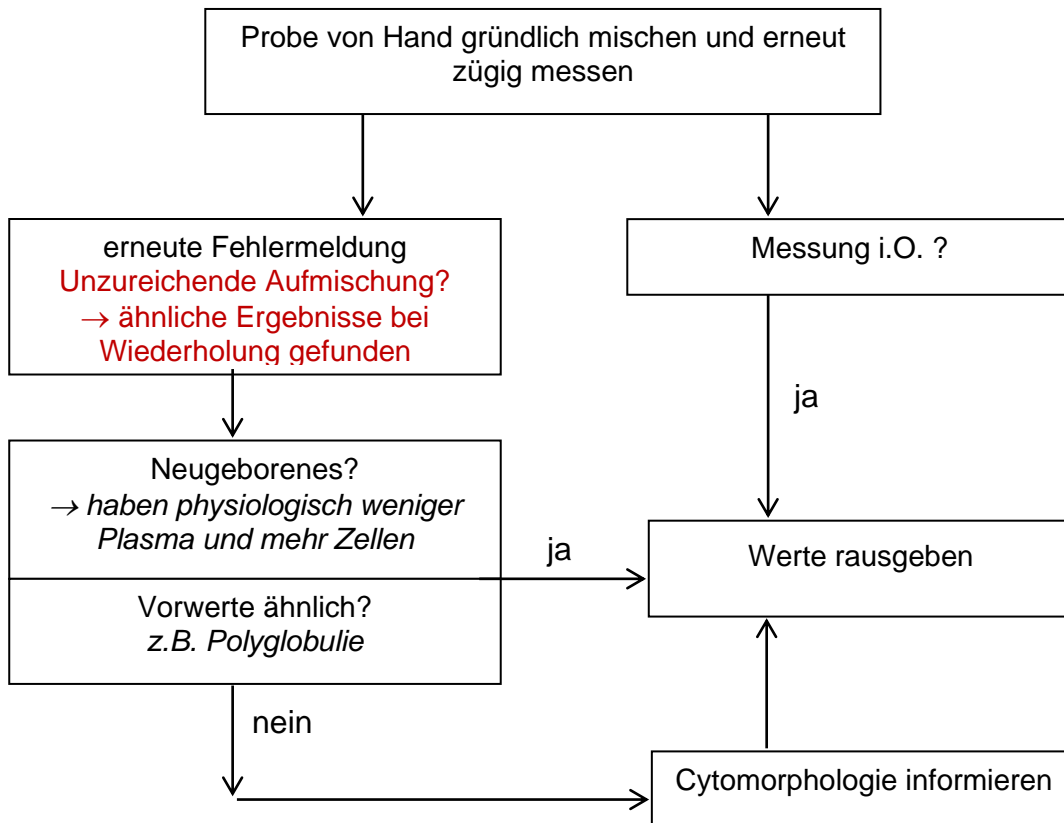 Probe von Hand gründlich mischen und erneut
zügig messen
erneute Fehlermeldung
Unzureichende Aufmischung?
→ ähnliche Ergebnisse bei
Wiederholung gefunden
Messung i.O. ?
ja
Neugeborenes?
→ haben physiologisch weniger
Plasma und mehr Zellen
ja
Werte rausgeben
Vorwerte ähnlich?
z.B. Polyglobulie
nein
Cytomorphologie informieren